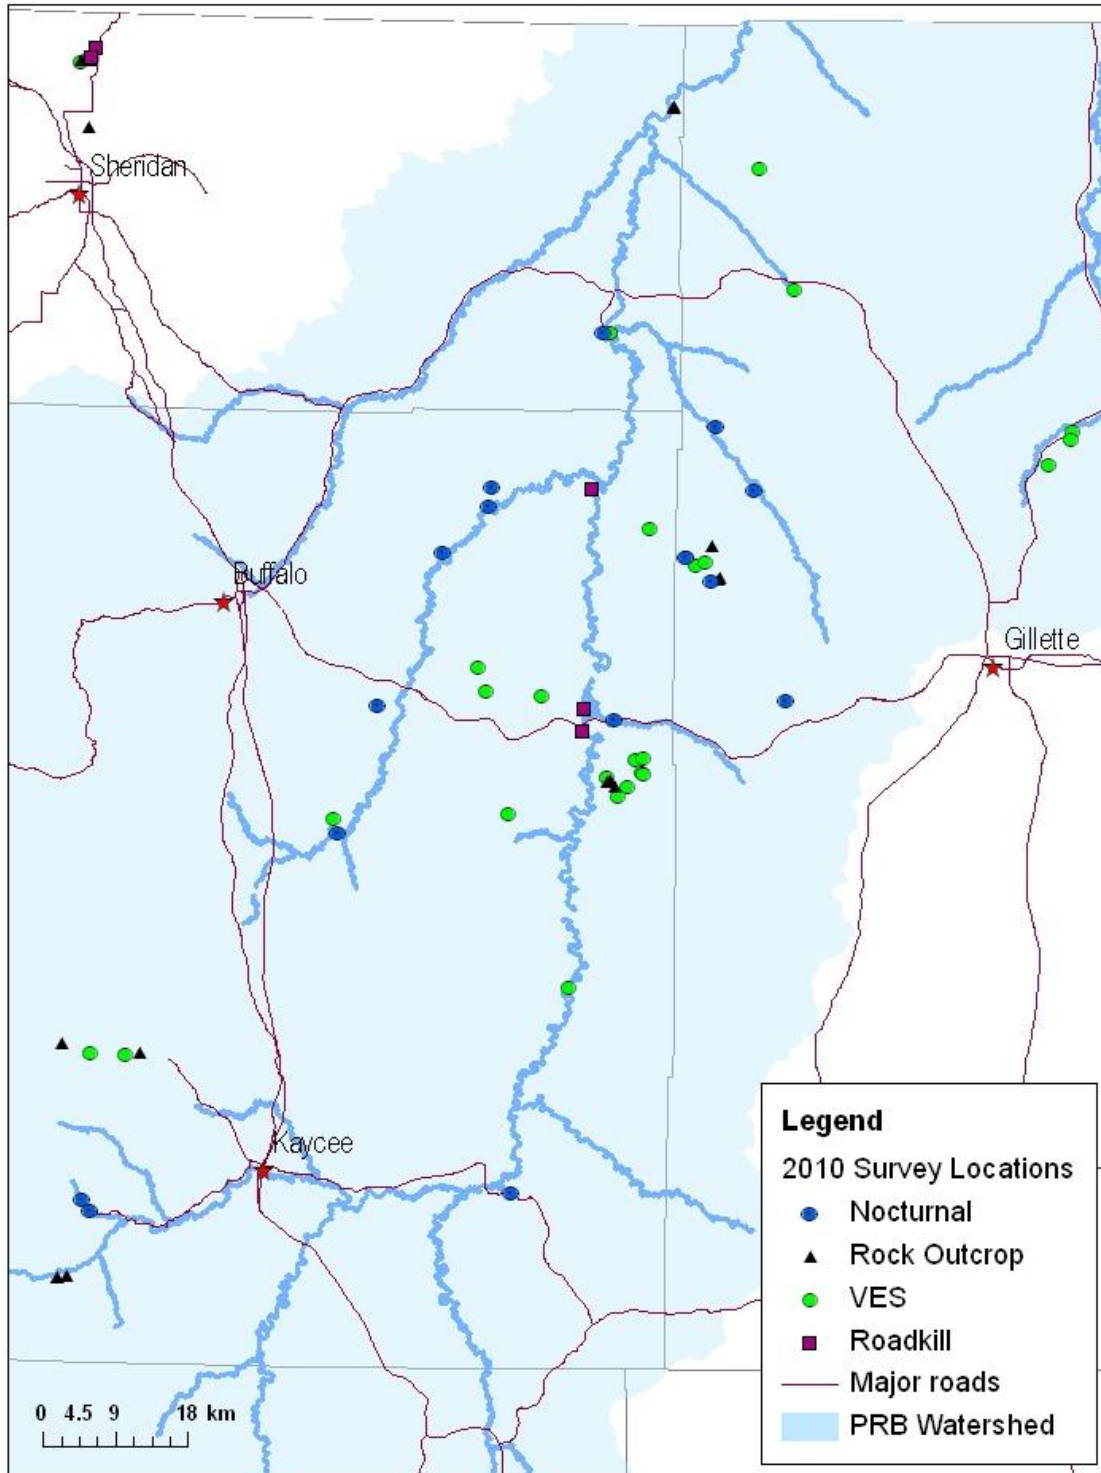 Sheridan
Buffalo
Gillette
Kaycee
Legend
2010 Survey Locations
Nocturnal
Rock Outcrop
VES
Roadkill
Major roads
PRB Watershed
0 4.5 9 18 km